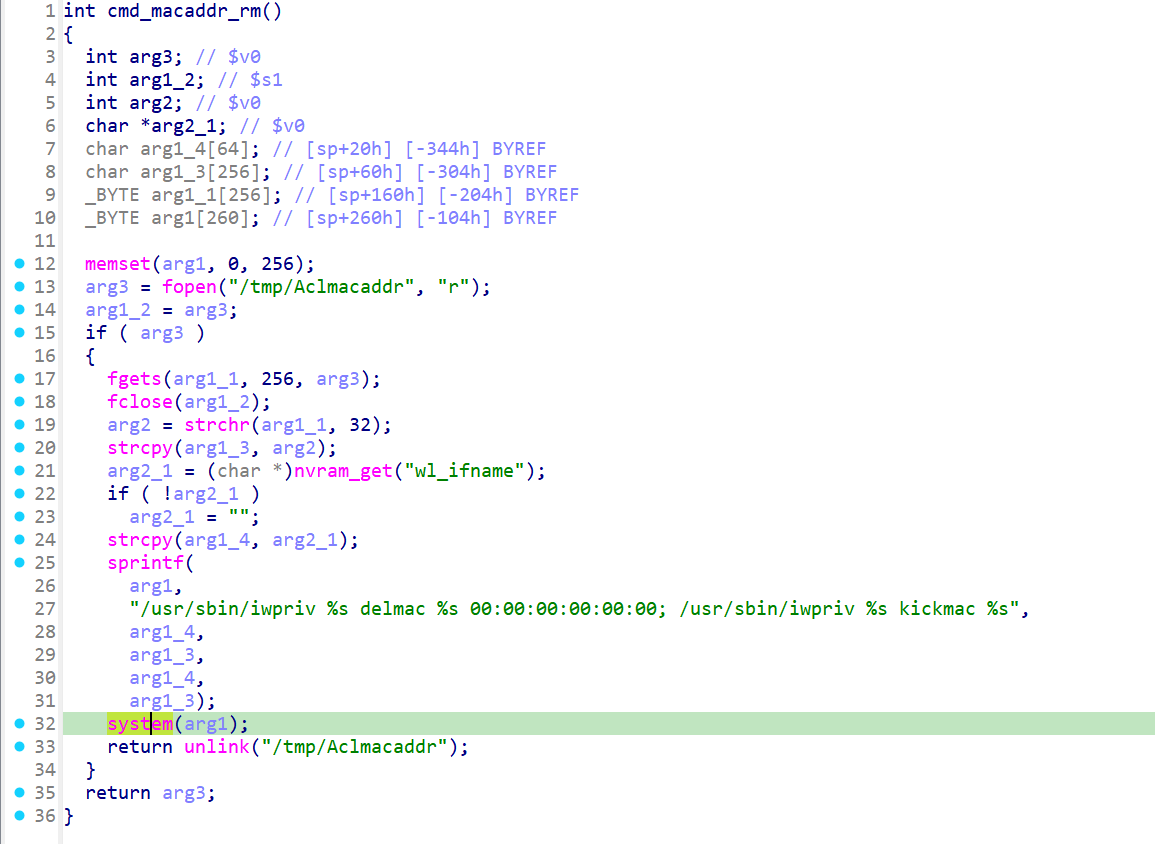 1 int cmd_macaddr_rm()
2 {
3   int arg3; // $v0
4   int arg1_2; // $s1
5   int arg2; // $v0
6   char *arg2_1; // $v0
7   char arg1_4[64]; // [sp+20h] [-344h] BYREF
8   char arg1_3[256]; // [sp+60h] [-304h] BYREF
9   _BYTE arg1_1[256]; // [sp+160h] [-204h] BYREF
10   _BYTE arg1[260]; // [sp+260h] [-104h] BYREF
11
12   memset(arg1, 0, 256);
13   arg3 = fopen("/tmp/Aclmacaddr", "r");
14   arg1_2 = arg3;
15   if ( arg3 )
16   {
17     fgets(arg1_1, 256, arg3);
18     fclose(arg1_2);
19     arg2 = strchr(arg1_1, 32);
20     strcpy(arg1_3, arg2);
21     arg2_1 = (char *)nvram_get("wl_ifname");
22     if ( !arg2_1 )
23       arg2_1 = "";
24     strcpy(arg1_4, arg2_1);
25     sprintf(
26       arg1,
27       "/usr/sbin/iwpriv %s delmac %s 00:00:00:00:00:00; /usr/sbin/iwpriv %s kickmac %s",
28       arg1_4,
29       arg1_3,
30       arg1_4,
31       arg1_3);
32     system(arg1);
33     return unlink("/tmp/Aclmacaddr");
34   }
35   return arg3;
36 }